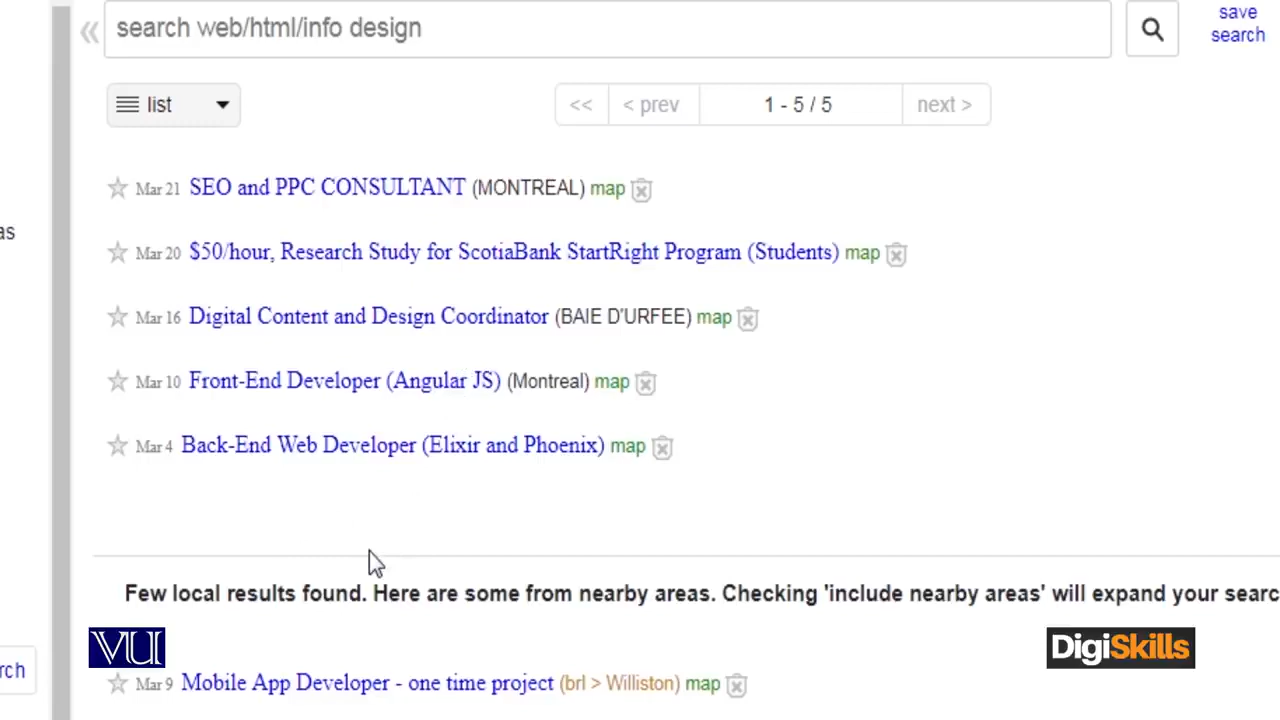 search web/html/info design
save
search
list
<<
< prev
1 - 5 / 5
next >
Mar 21 SEO and PPC CONSULTANT (MONTREAL) map
as
Mar 20 $50/hour, Research Study for ScotiaBank StartRight Program (Students) map
Mar 16 Digital Content and Design Coordinator (BAIE D'URFEE) map
Mar 10 Front-End Developer (Angular JS) (Montreal) map
Mar 4 Back-End Web Developer (Elixir and Phoenix) map
Few local results found. Here are some from nearby areas. Checking 'include nearby areas' will expand your searc
VU
DigiSkills
rch
Mar 9 Mobile App Developer - one time project (brl > Williston) map